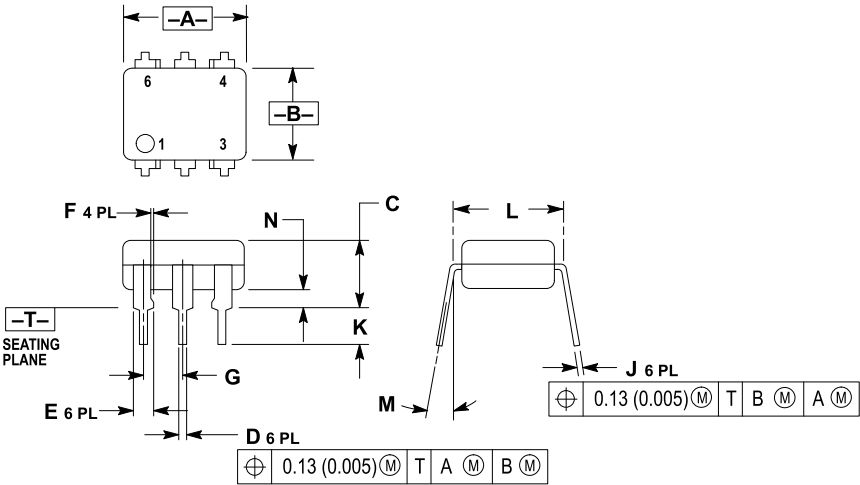 –A–
6 4
–B–
1 3
F 4 PL
N
C
L
–T–
SEATING
PLANE
K
G
J 6 PL
M
E 6 PL
⌖ 0.13 (0.005) Ⓜ T B Ⓜ A Ⓜ
D 6 PL
⌖ 0.13 (0.005) Ⓜ T A Ⓜ B Ⓜ